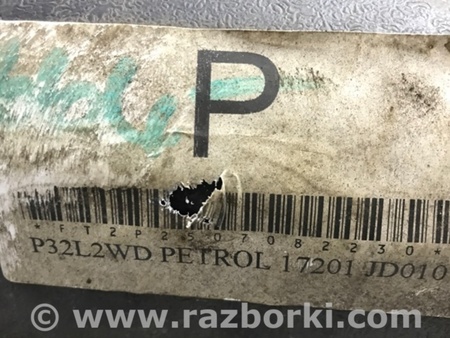 P
*FT2P2507082230*
P32L2WD PETROL 17201 JD010
© www.razborki.com